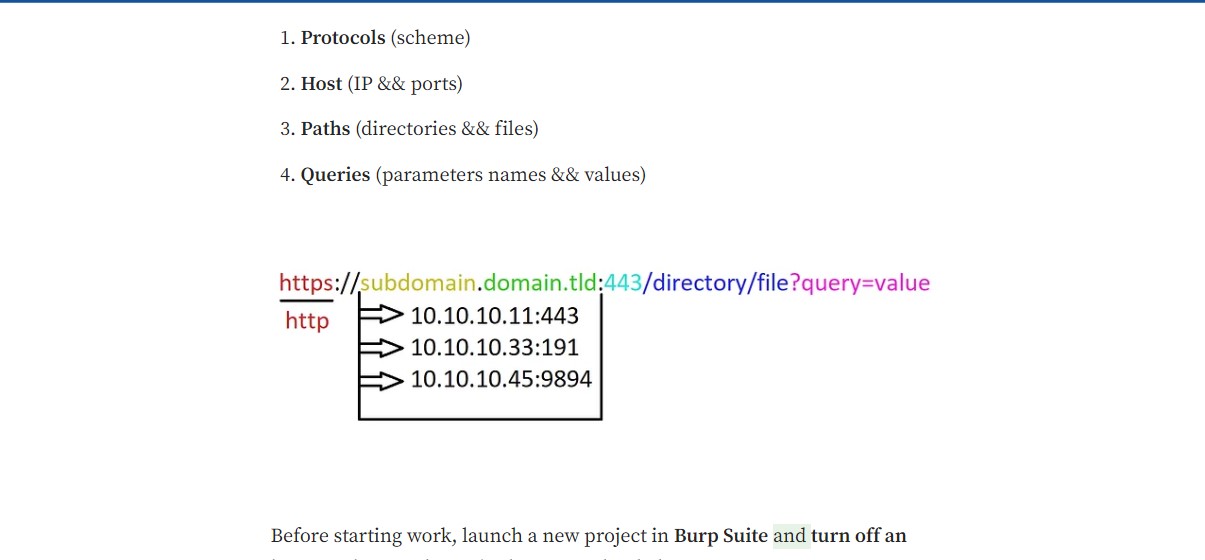 1. Protocols (scheme)
2. Host (IP && ports)
3. Paths (directories && files)
4. Queries (parameters names && values)
https://subdomain.domain.tld:443/directory/file?query=value
http
10.10.10.11:443
10.10.10.33:191
10.10.10.45:9894
Before starting work, launch a new project in Burp Suite and turn off an